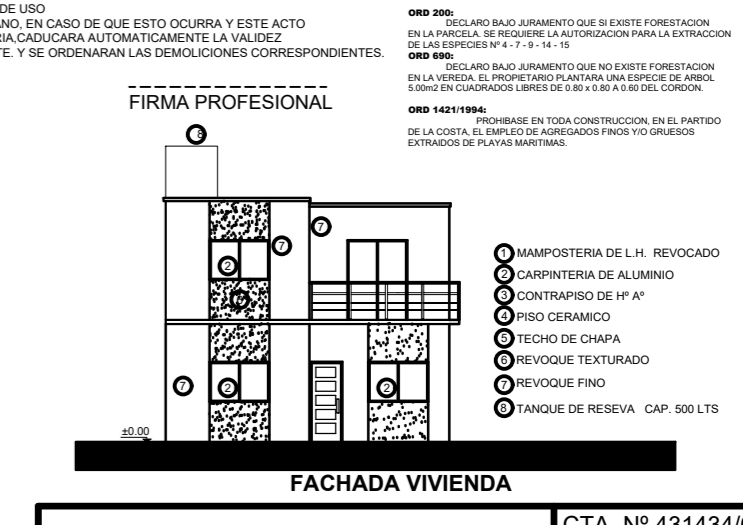 DE USO
ANO, EN CASO DE QUE ESTO OCURRA Y ESTE ACTO
RIA,CADUCARA AUTOMATICAMENTE LA VALIDEZ
TE. Y SE ORDENARAN LAS DEMOLICIONES CORRESPONDIENTES.
FIRMA PROFESIONAL
ORD 200:
DECLARO BAJO JURAMENTO QUE SI EXISTE FORESTACION
EN LA PARCELA. SE REQUIERE LA AUTORIZACION PARA LA EXTRACCION
DE LAS ESPECIES Nº 4 - 7 - 9 - 14 - 15
ORD 690:
DECLARO BAJO JURAMENTO QUE NO EXISTE FORESTACION
EN LA VEREDA. EL PROPIETARIO PLANTARA UNA ESPECIE DE ARBOL
5.00m2 EN CUADRADOS LIBRES DE 0.80 x 0.80 A 0.60 DEL CORDON.
ORD 1421/1994:
PROHIBASE EN TODA CONSTRUCCION, EN EL PARTIDO
DE LA COSTA, EL EMPLEO DE AGREGADOS FINOS Y/O GRUESOS
EXTRAIDOS DE PLAYAS MARITIMAS.
8
7
7
2
7
2
2
±0.00
1 MAMPOSTERIA DE L.H. REVOCADO
2 CARPINTERIA DE ALUMINIO
3 CONTRAPISO DE Hº Aº
4 PISO CERAMICO
5 TECHO DE CHAPA
6 REVOQUE TEXTURADO
7 REVOQUE FINO
8 TANQUE DE RESEVA CAP. 500 LTS
FACHADA VIVIENDA
CTA. Nº 431434/